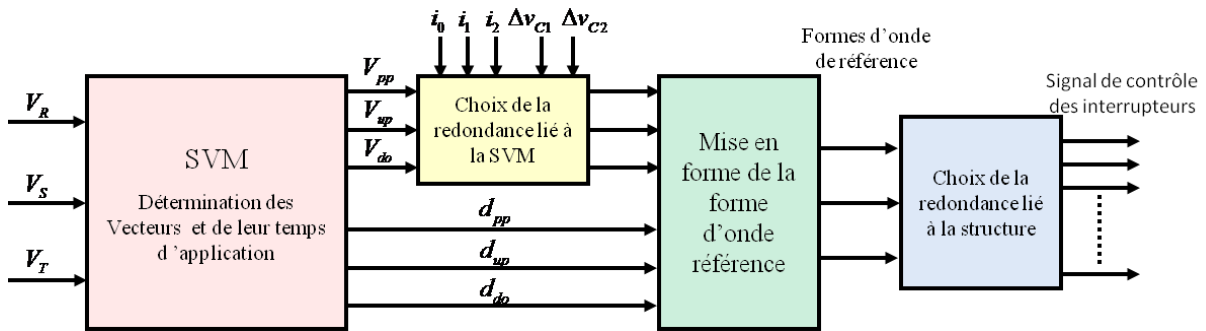 i0 i1 i2 ΔvC1 ΔvC2
Formes d'onde
de référence
Signal de contrôle
des interrupteurs
VR
VS
VT
SVM
Détermination des
Vecteurs et de leur temps
d 'application
Vpp
Vup
Vdo
Choix de la
redondance lié à
la SVM
dpp
dup
ddo
Mise en
forme de la
forme
d'onde
référence
Choix de la
redondance lié
à la structure